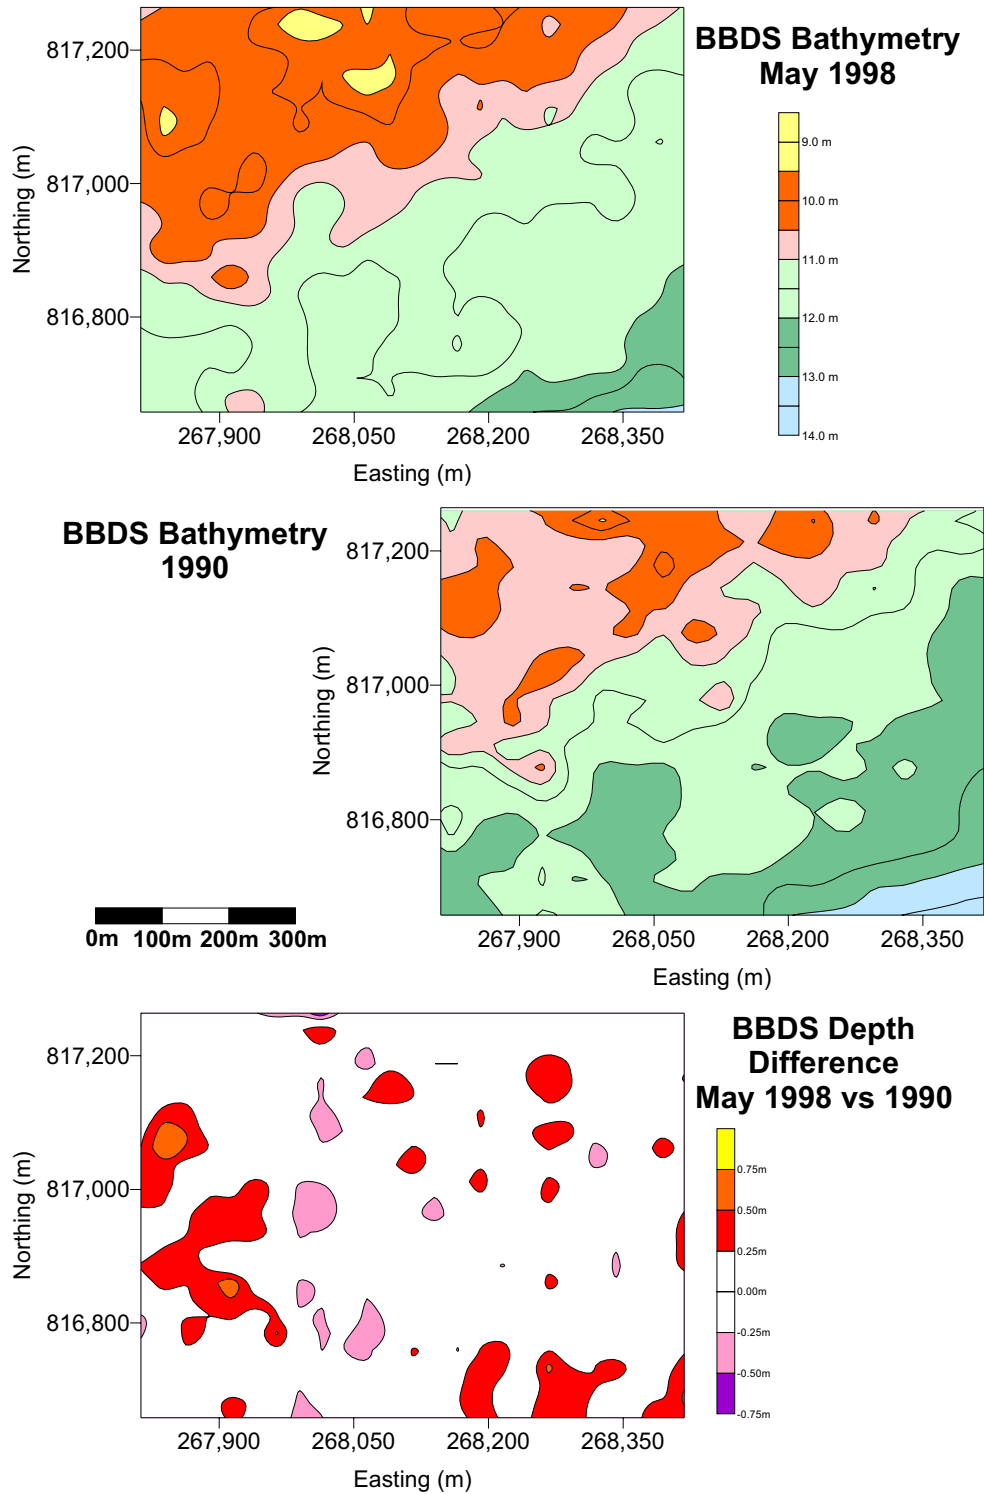 BBDS Bathymetry
May 1998
817,200
817,000
816,800
Northing (m)
267,900
268,050
268,200
268,350
Easting (m)
9.0 m
10.0 m
11.0 m
12.0 m
13.0 m
14.0 m
BBDS Bathymetry
1990
817,200
817,000
816,800
Northing (m)
267,900
268,050
268,200
268,350
Easting (m)
0m 100m 200m 300m
BBDS Depth
Difference
May 1998 vs 1990
817,200
817,000
816,800
Northing (m)
267,900
268,050
268,200
268,350
Easting (m)
0.75m
0.50m
0.25m
0.00m
-0.25m
-0.50m
-0.75m